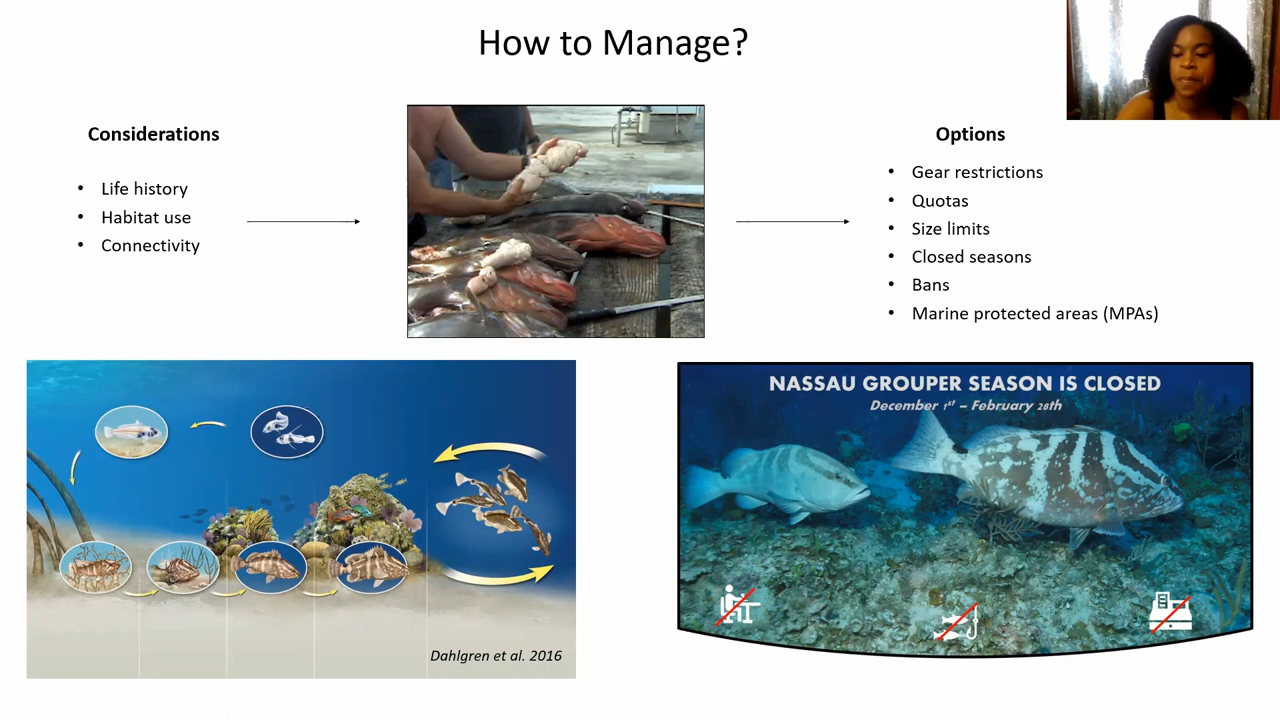 How to Manage?
Considerations
• Life history
• Habitat use
• Connectivity
Options
• Gear restrictions
• Quotas
• Size limits
• Closed seasons
• Bans
• Marine protected areas (MPAs)
Dahlgren et al. 2016
NASSAU GROUPER SEASON IS CLOSED
December 1st – February 28th